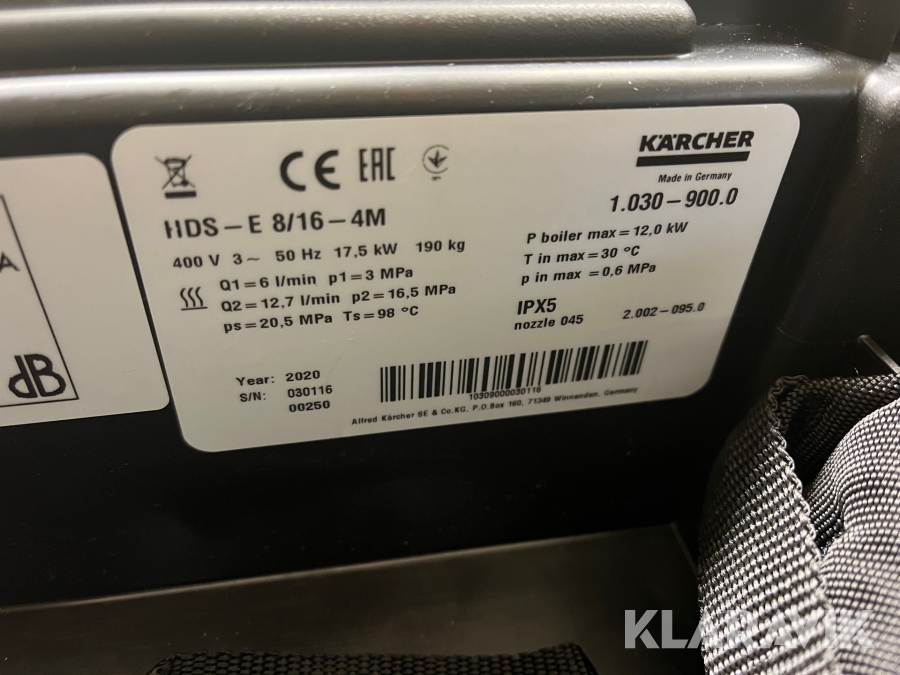 CE EAC
KÄRCHER
Made in Germany
1.030-900.0
HDS-E 8/16-4M
400 V 3~ 50 Hz 17,5 kW 190 kg
Q1=6 l/min p1=3 MPa
Q2=12,7 l/min p2=16,5 MPa
ps=20,5 MPa Ts=98 °C
P boiler max=12,0 kW
T in max=30 °C
p in max=0,6 MPa
IPX5
nozzle 045 2.002-095.0
Year: 2020
S/N: 030116
00250
10309000030116
Alfred Kärcher SE & Co.KG, P.O.Box 160, 71349 Winnenden, Germany
A
dB
KLARAVIK